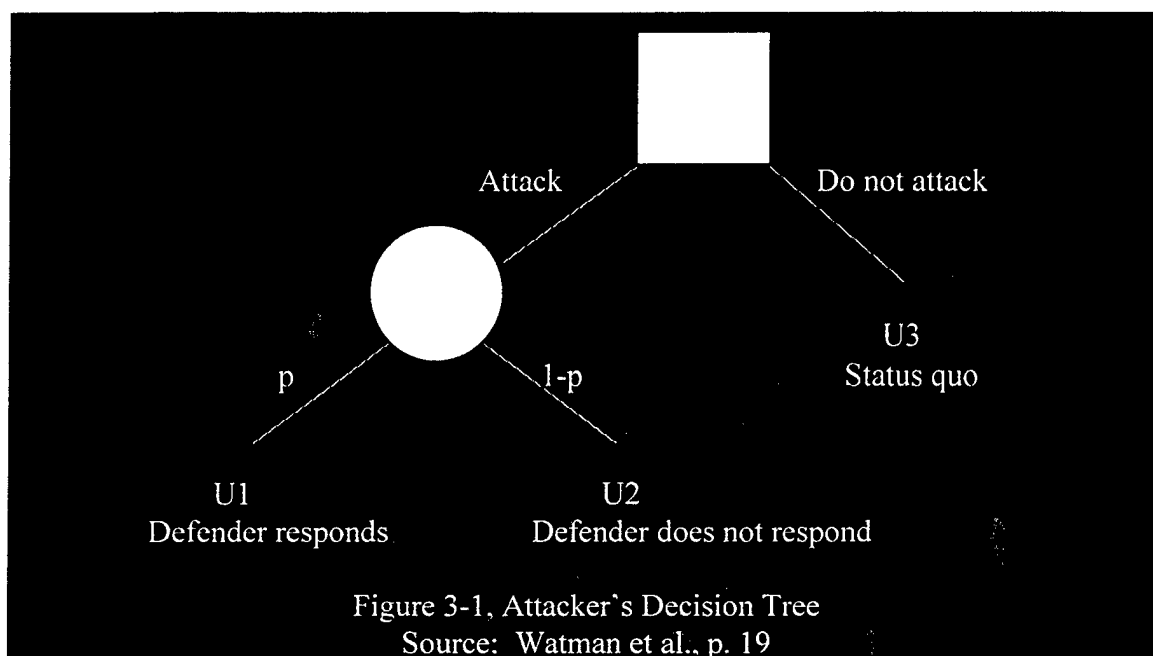 Attack
Do not attack
U3
Status quo
p
1-p
U1
U2
Defender responds
Defender does not respond
Figure 3-1, Attacker`s Decision Tree
Source: Watman et al., p. 19